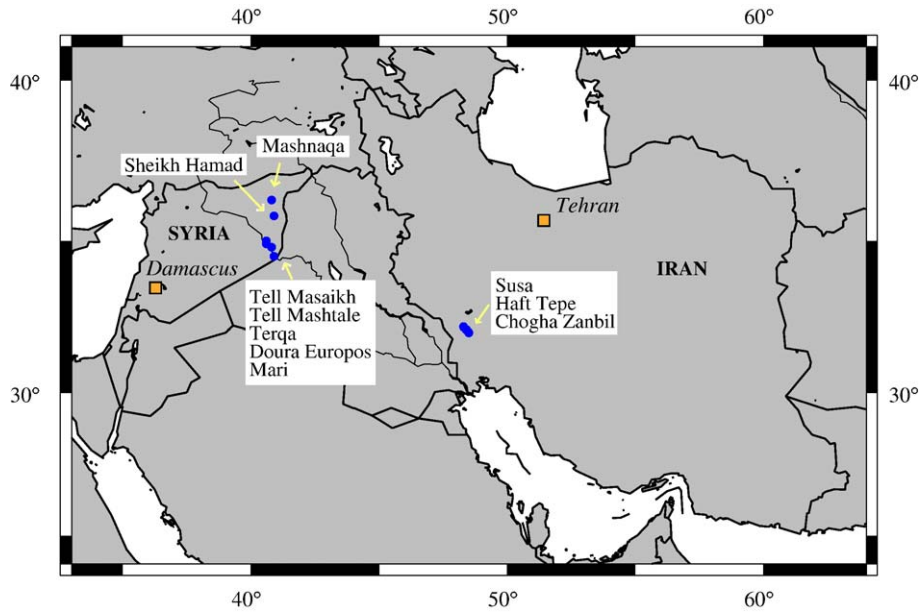 40° 50° 60°
40° 40°
Mashnaqa
Sheikh Hamad
Tehran
SYRIA
IRAN
Damascus
Susa
Haft Tepe
Chogha Zanbil
Tell Masaikh
Tell Mashtale
Terqa
Doura Europos
Mari
30° 30°
40° 50° 60°